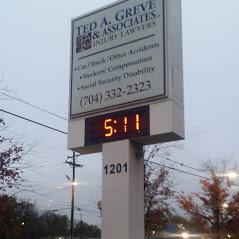 TED A. GREVE
& ASSOCIATES
INJURY LAWYERS
• Car/Truck/Other Accidents
• Workers' Compensation
• Social Security Disability
(704) 332-2323
5:11
1201